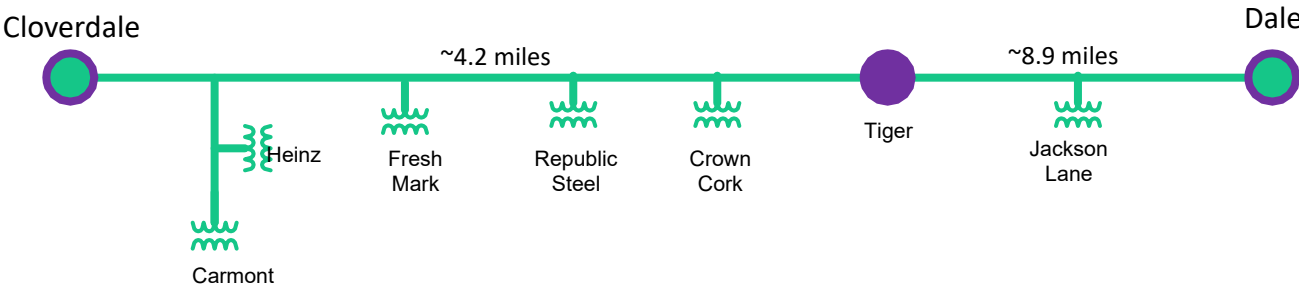 Cloverdale
Dale
~4.2 miles
~8.9 miles
Tiger
Heinz
Fresh
Mark
Republic
Steel
Crown
Cork
Jackson
Lane
Carmont